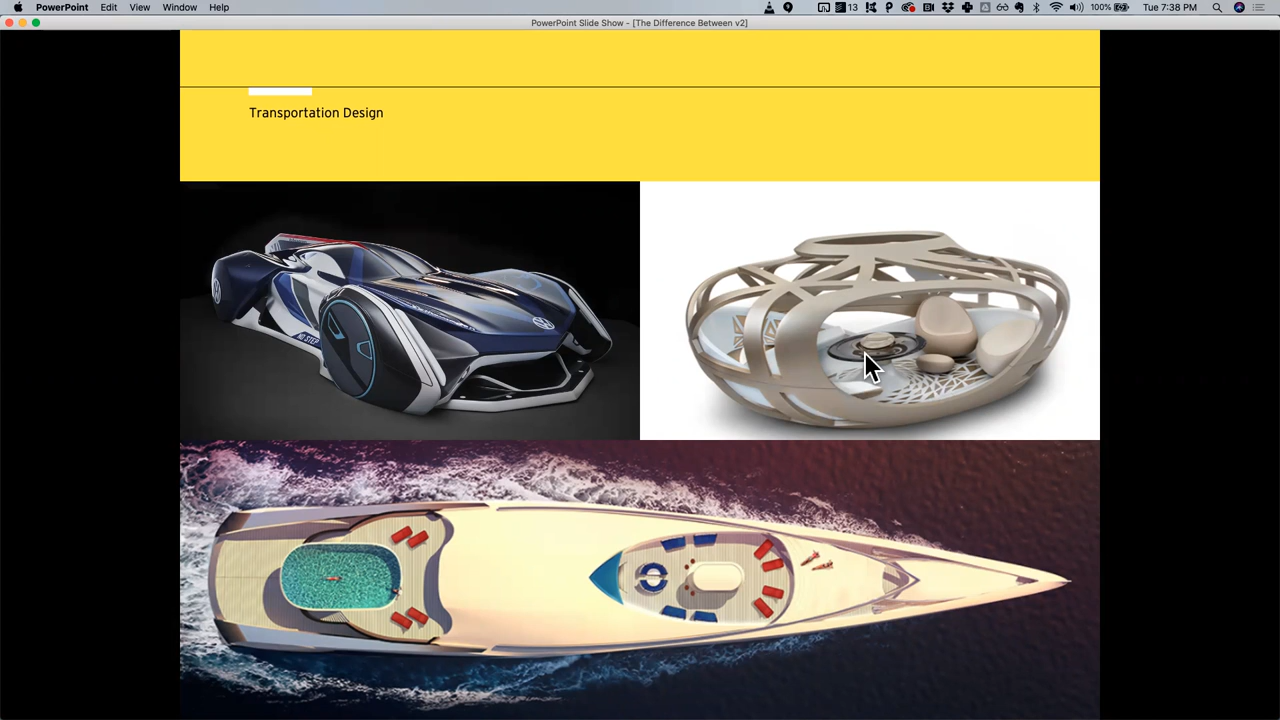 PowerPoint Edit View Window Help
13 100% Tue 7:38 PM
PowerPoint Slide Show - [The Difference Between v2]
Transportation Design
NO STEP